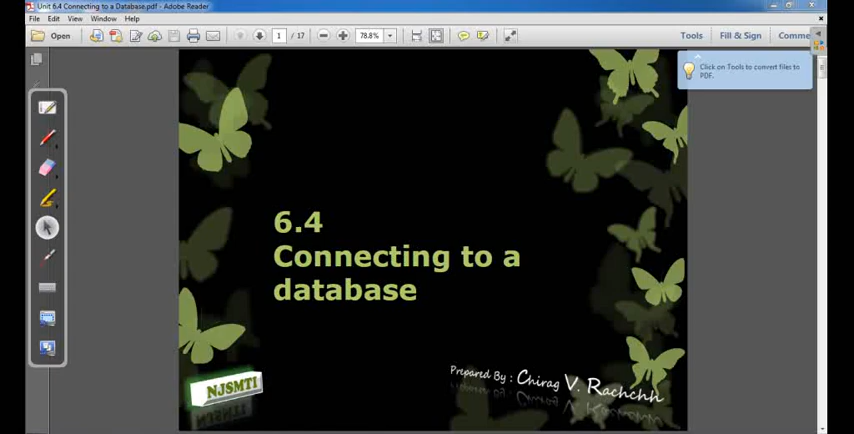 Unit 6.4 Connecting to a Database.pdf - Adobe Reader
File Edit View Window Help
Open 1 / 17 78.8% Tools Fill & Sign Comme
Click on Tools to convert files to
PDF.
6.4
Connecting to a
database
NJSMTI
Prepared By : Chirag V. Rachchh